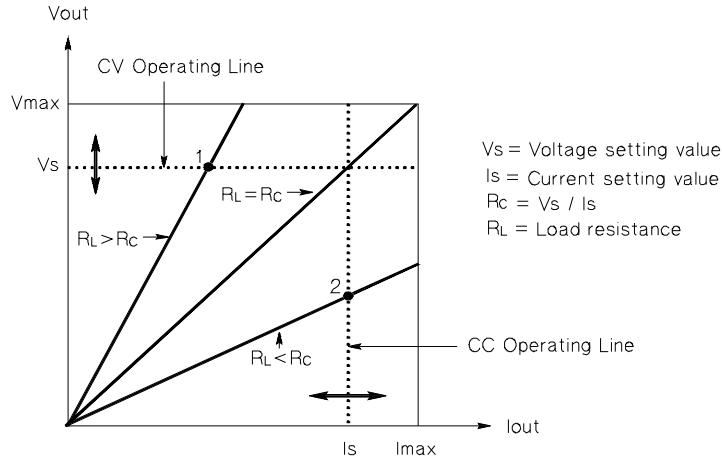 Vout
CV Operating Line
Vmax
1
Vs
RL=RC
RL>RC
2
RL<RC
CC Operating Line
Iout
Is
Imax
Vs = Voltage setting value
Is = Current setting value
RC = Vs / Is
RL = Load resistance